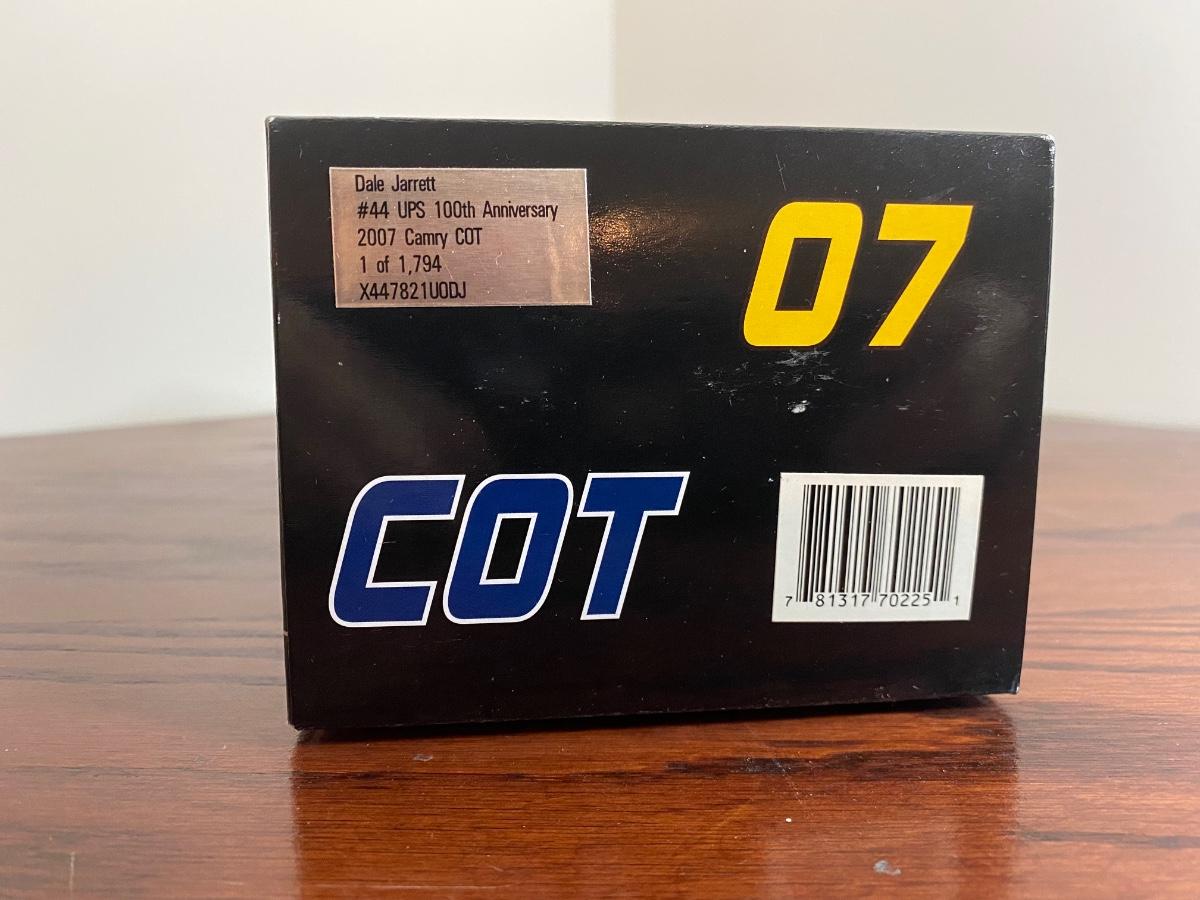 Dale Jarrett
#44 UPS 100th Anniversary
2007 Camry COT
1 of 1,794
X447821UODJ
07
COT
7 81317 70225 1